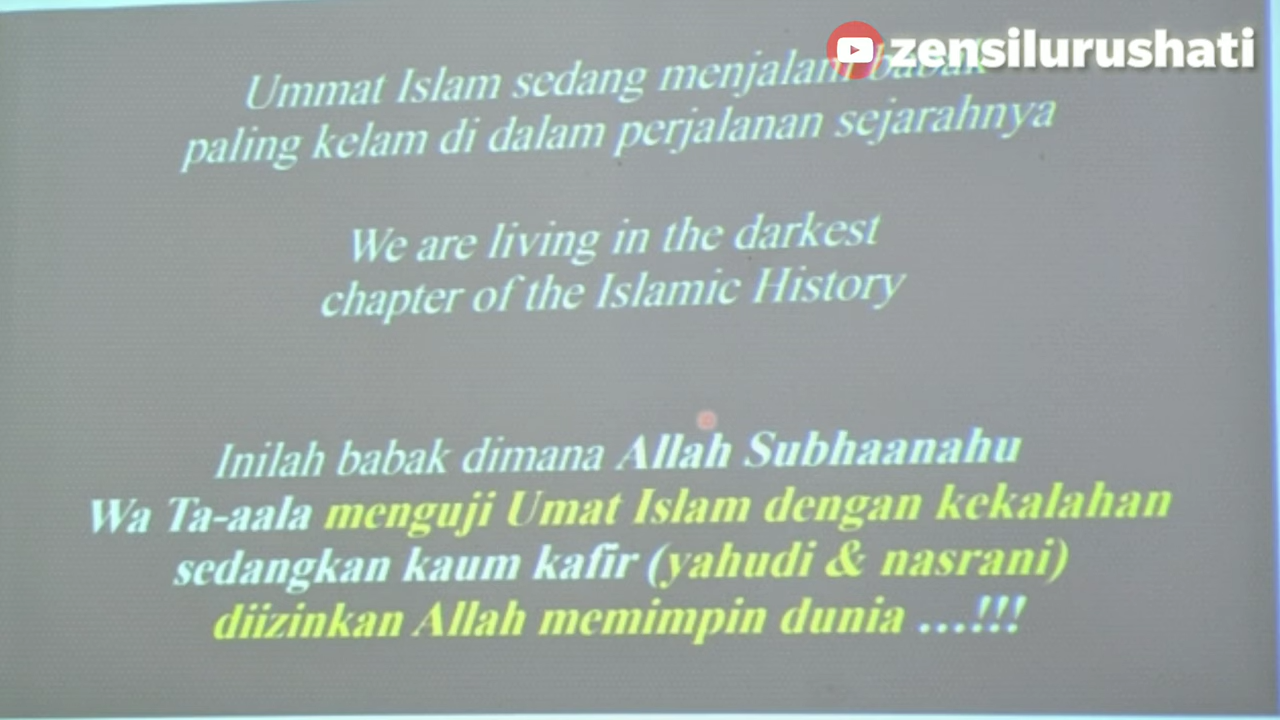 zensilurushati
Ummat Islam sedang menjalani babak
paling kelam di dalam perjalanan sejarahnya
We are living in the darkest
chapter of the Islamic History
Inilah babak dimana Allah Subhaanahu
Wa Ta-aala menguji Umat Islam dengan kekalahan
sedangkan kaum kafir (yahudi & nasrani)
diizinkan Allah memimpin dunia ...!!!